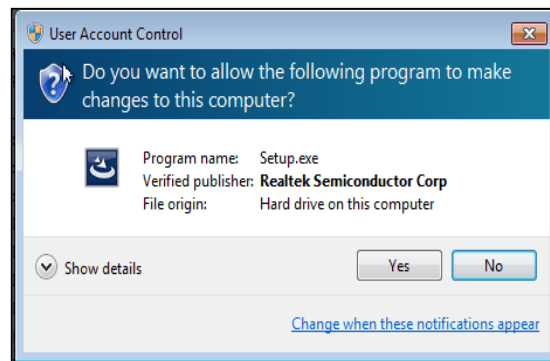 User Account Control
Do you want to allow the following program to make
changes to this computer?
Program name: Setup.exe
Verified publisher: Realtek Semiconductor Corp
File origin: Hard drive on this computer
Show details
Yes No
Change when these notifications appear